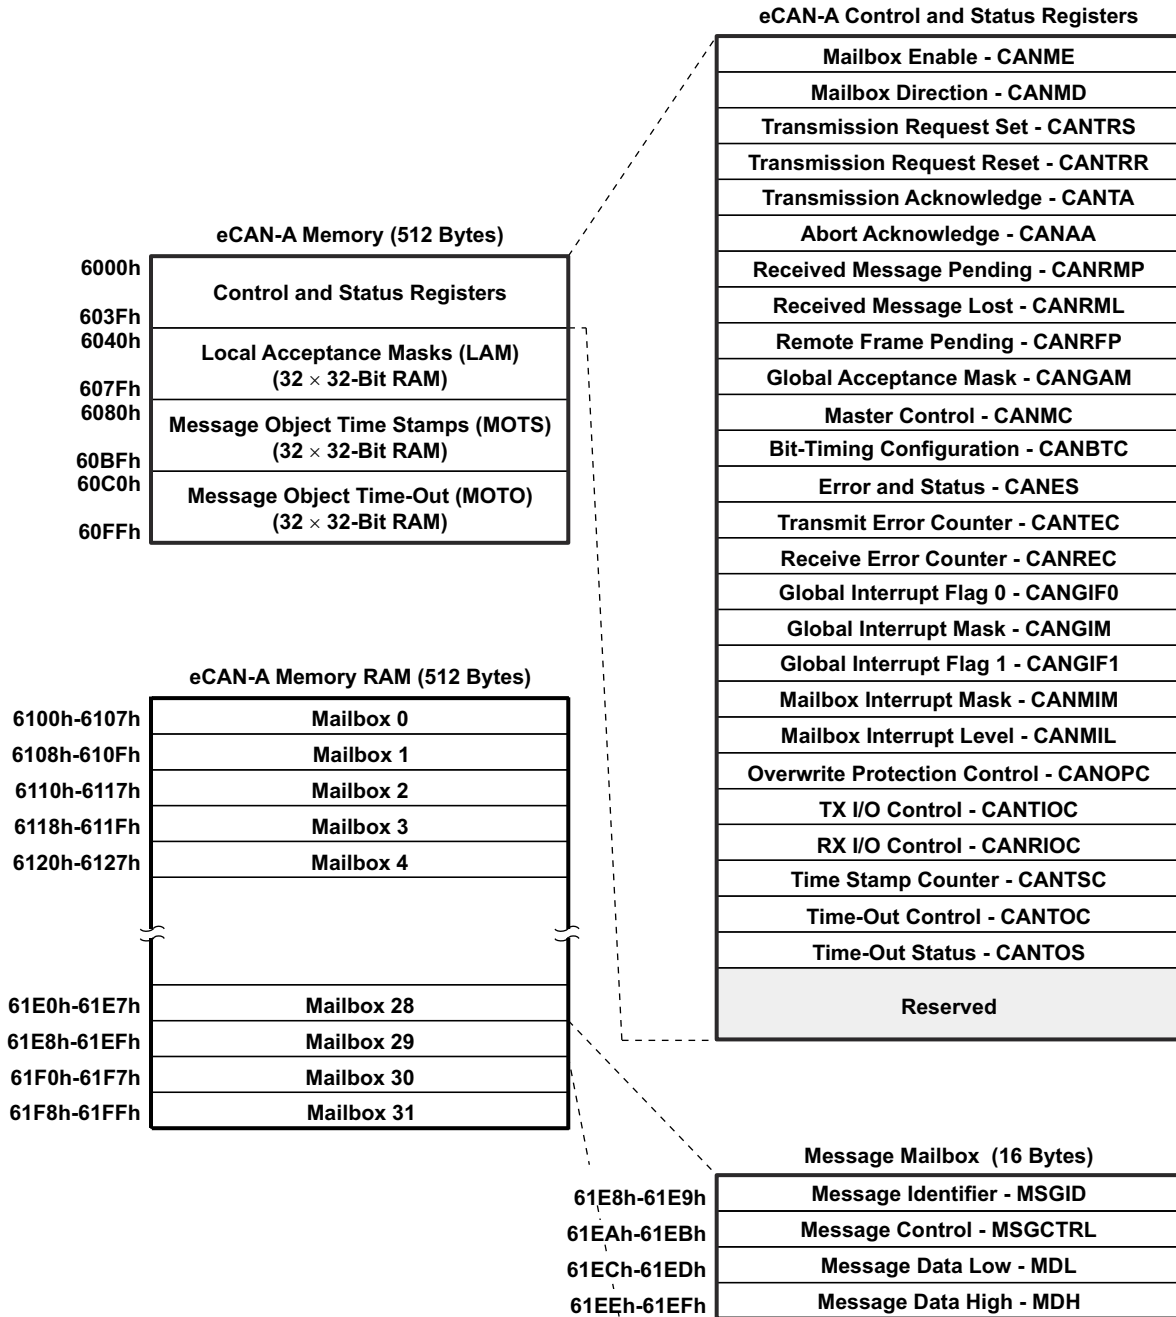 eCAN-A Control and Status Registers
Mailbox Enable - CANME
Mailbox Direction - CANMD
Transmission Request Set - CANTRS
Transmission Request Reset - CANTRR
Transmission Acknowledge - CANTA
Abort Acknowledge - CANAA
Received Message Pending - CANRMP
Received Message Lost - CANRML
Remote Frame Pending - CANRFP
Global Acceptance Mask - CANGAM
Master Control - CANMC
Bit-Timing Configuration - CANBTC
Error and Status - CANES
Transmit Error Counter - CANTEC
Receive Error Counter - CANREC
Global Interrupt Flag 0 - CANGIF0
Global Interrupt Mask - CANGIM
Global Interrupt Flag 1 - CANGIF1
Mailbox Interrupt Mask - CANMIM
Mailbox Interrupt Level - CANMIL
Overwrite Protection Control - CANOPC
TX I/O Control - CANTIOC
RX I/O Control - CANRIOC
Time Stamp Counter - CANTSC
Time-Out Control - CANTOC
Time-Out Status - CANTOS
Reserved
eCAN-A Memory (512 Bytes)
6000h
Control and Status Registers
603Fh
6040h
Local Acceptance Masks (LAM)
(32 × 32-Bit RAM)
607Fh
6080h
Message Object Time Stamps (MOTS)
(32 × 32-Bit RAM)
60BFh
60C0h
Message Object Time-Out (MOTO)
(32 × 32-Bit RAM)
60FFh
eCAN-A Memory RAM (512 Bytes)
6100h-6107h Mailbox 0
6108h-610Fh Mailbox 1
6110h-6117h Mailbox 2
6118h-611Fh Mailbox 3
6120h-6127h Mailbox 4
61E0h-61E7h Mailbox 28
61E8h-61EFh Mailbox 29
61F0h-61F7h Mailbox 30
61F8h-61FFh Mailbox 31
Message Mailbox (16 Bytes)
61E8h-61E9h Message Identifier - MSGID
61EAh-61EBh Message Control - MSGCTRL
61ECh-61EDh Message Data Low - MDL
61EEh-61EFh Message Data High - MDH